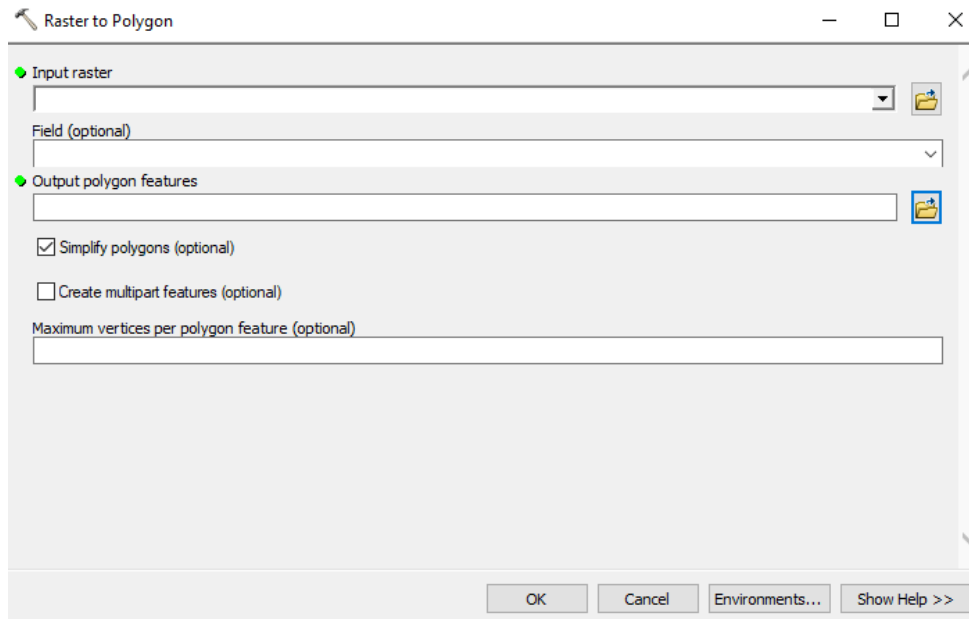 Raster to Polygon
Input raster
Field (optional)
Output polygon features
Simplify polygons (optional)
Create multipart features (optional)
Maximum vertices per polygon feature (optional)
OK Cancel Environments... Show Help >>